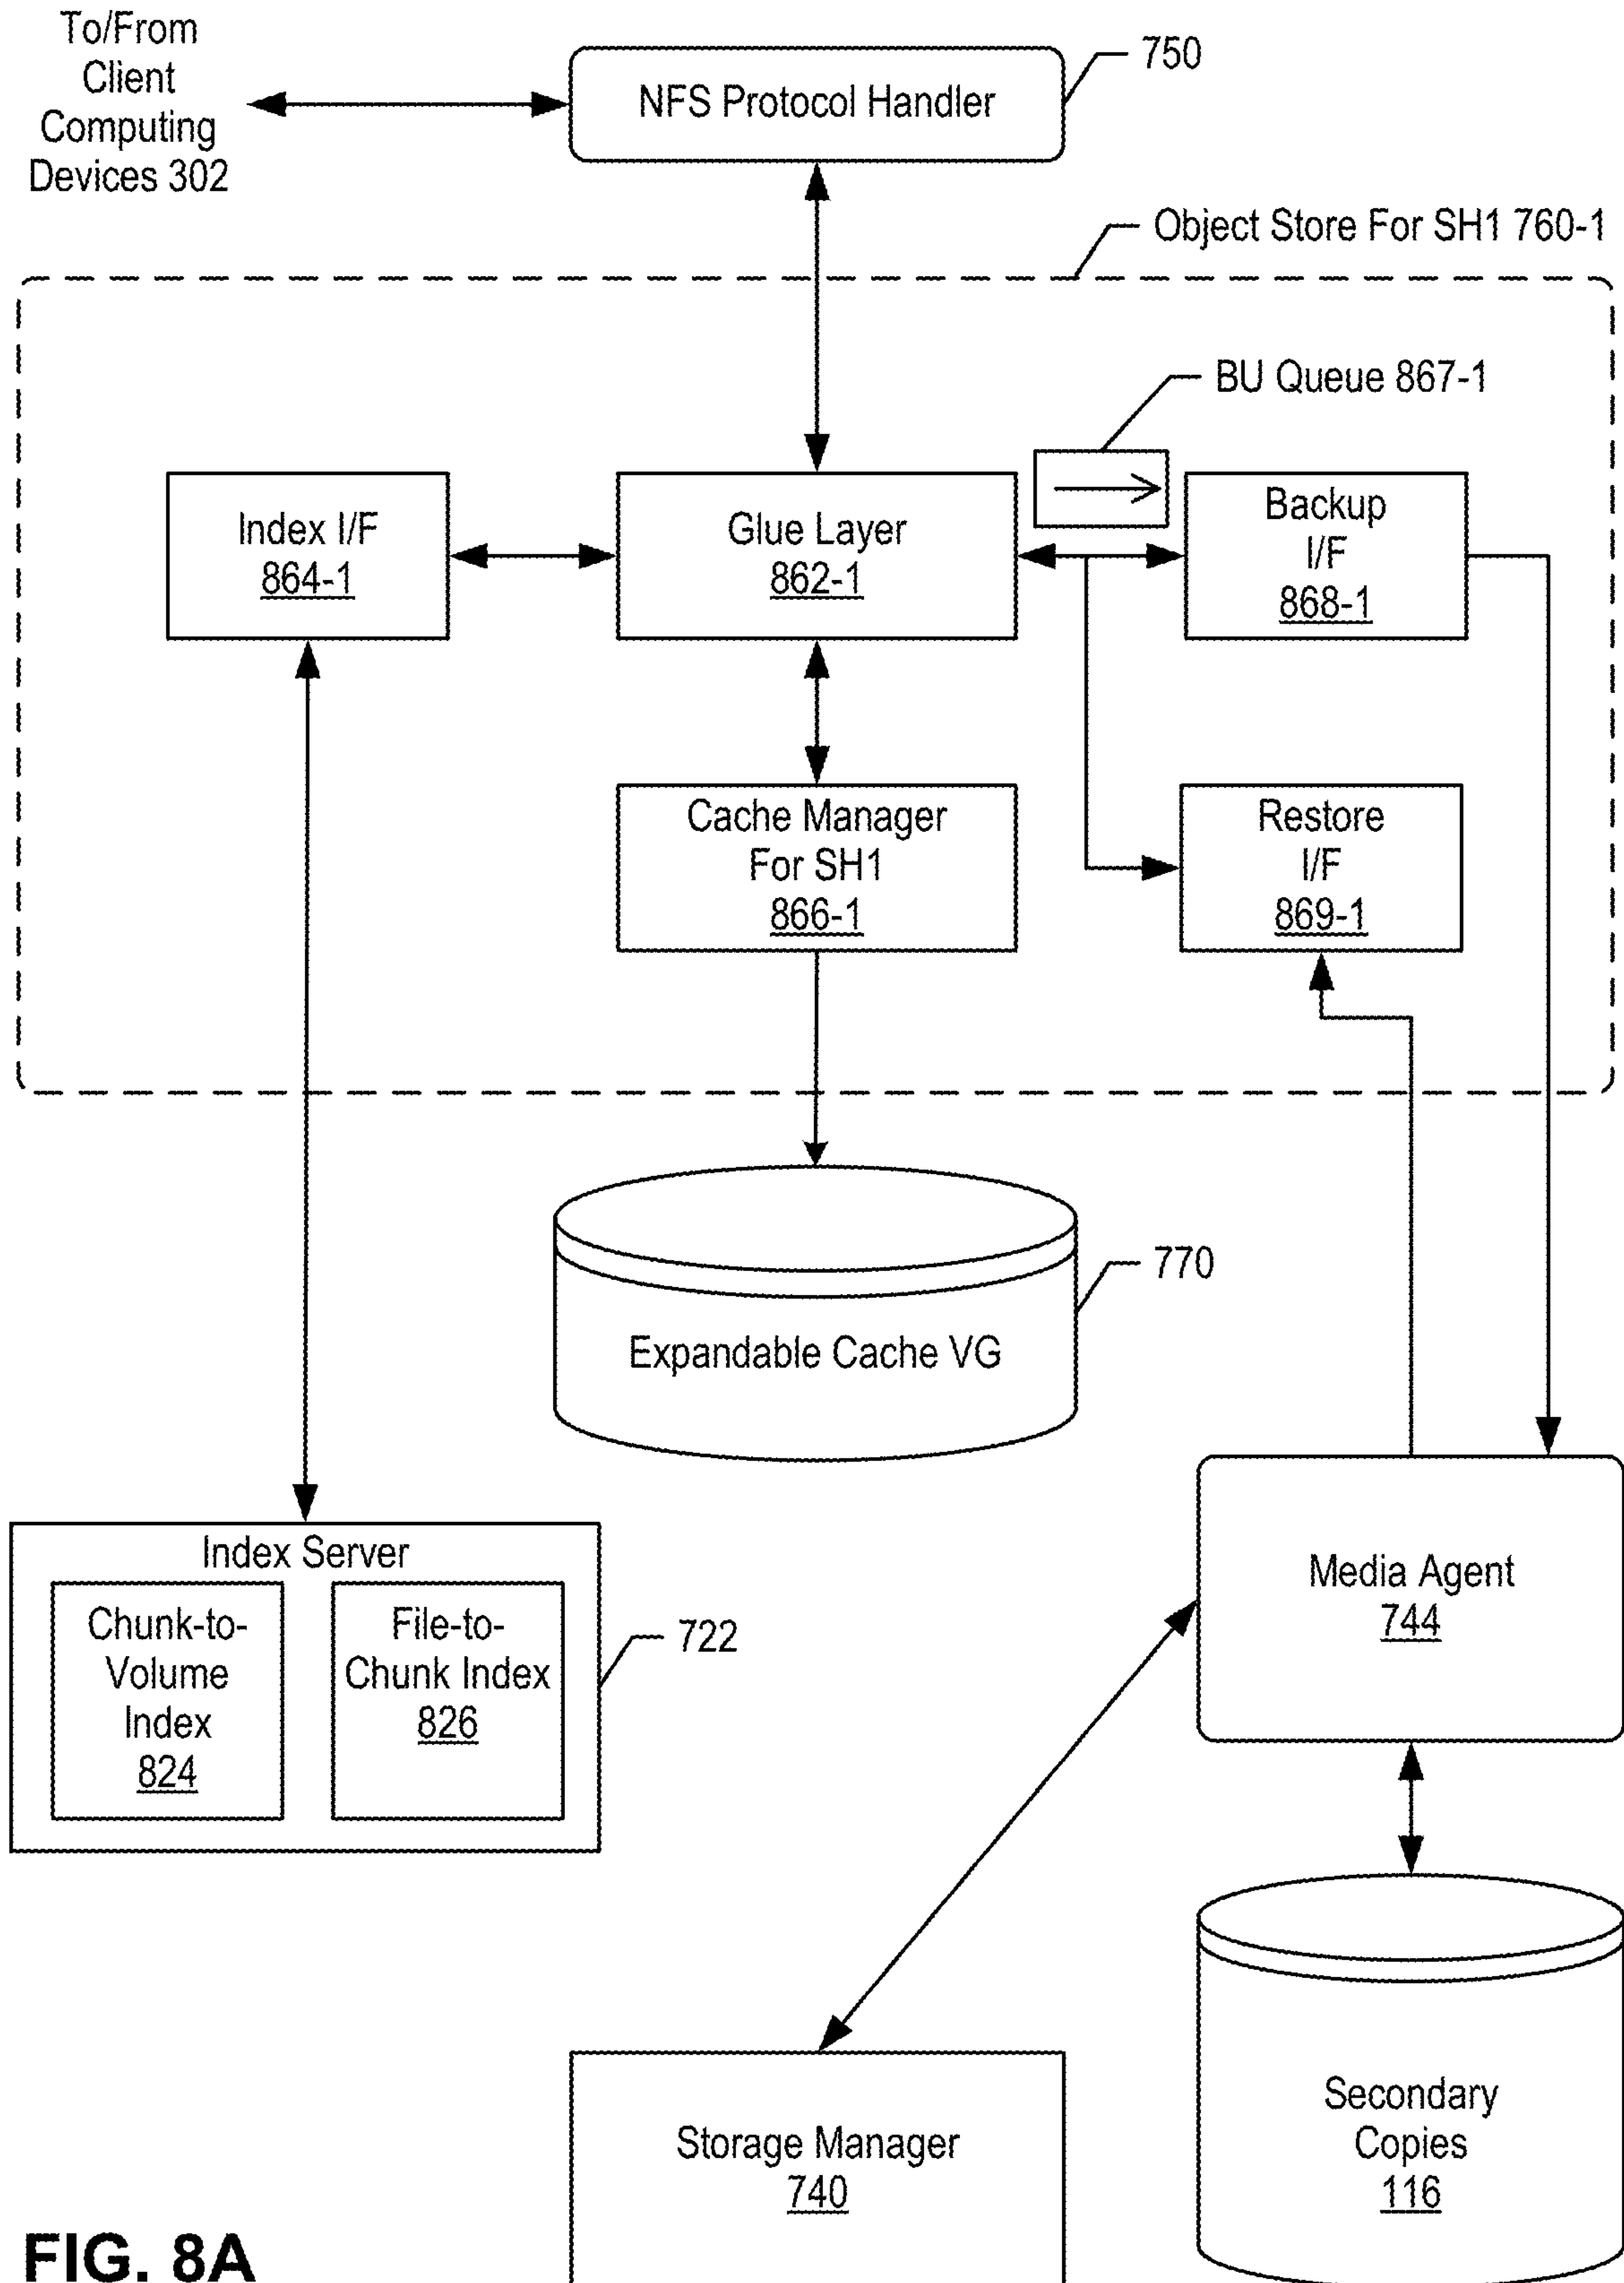 To/From
Client
Computing
Devices 302
NFS Protocol Handler
750
Object Store For SH1 760-1
BU Queue 867-1
Index I/F
864-1
Glue Layer
862-1
Backup
I/F
868-1
Cache Manager
For SH1
866-1
Restore
I/F
869-1
Expandable Cache VG
770
Index Server
Chunk-to-
Volume
Index
824
File-to-
Chunk Index
826
722
Media Agent
744
Storage Manager
740
Secondary
Copies
116
FIG. 8A